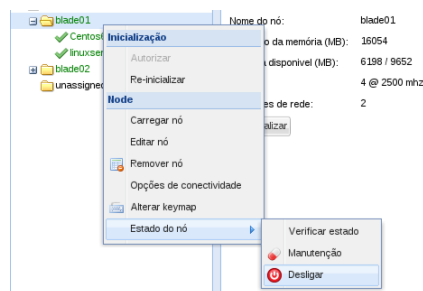 blade01
Centos
linuxser
blade02
unassigne
Inicialização
Autorizar
Re-inicializar
Node
Carregar nó
Editar nó
Remover nó
Opções de conectividade
Alterar keymap
Estado do nó
Verificar estado
Manutenção
Desligar
Nome do nó: blade01
o da memória (MB): 16054
disponivel (MB): 6198 / 9652
4 @ 2500 mhz
es de rede: 2
alizar